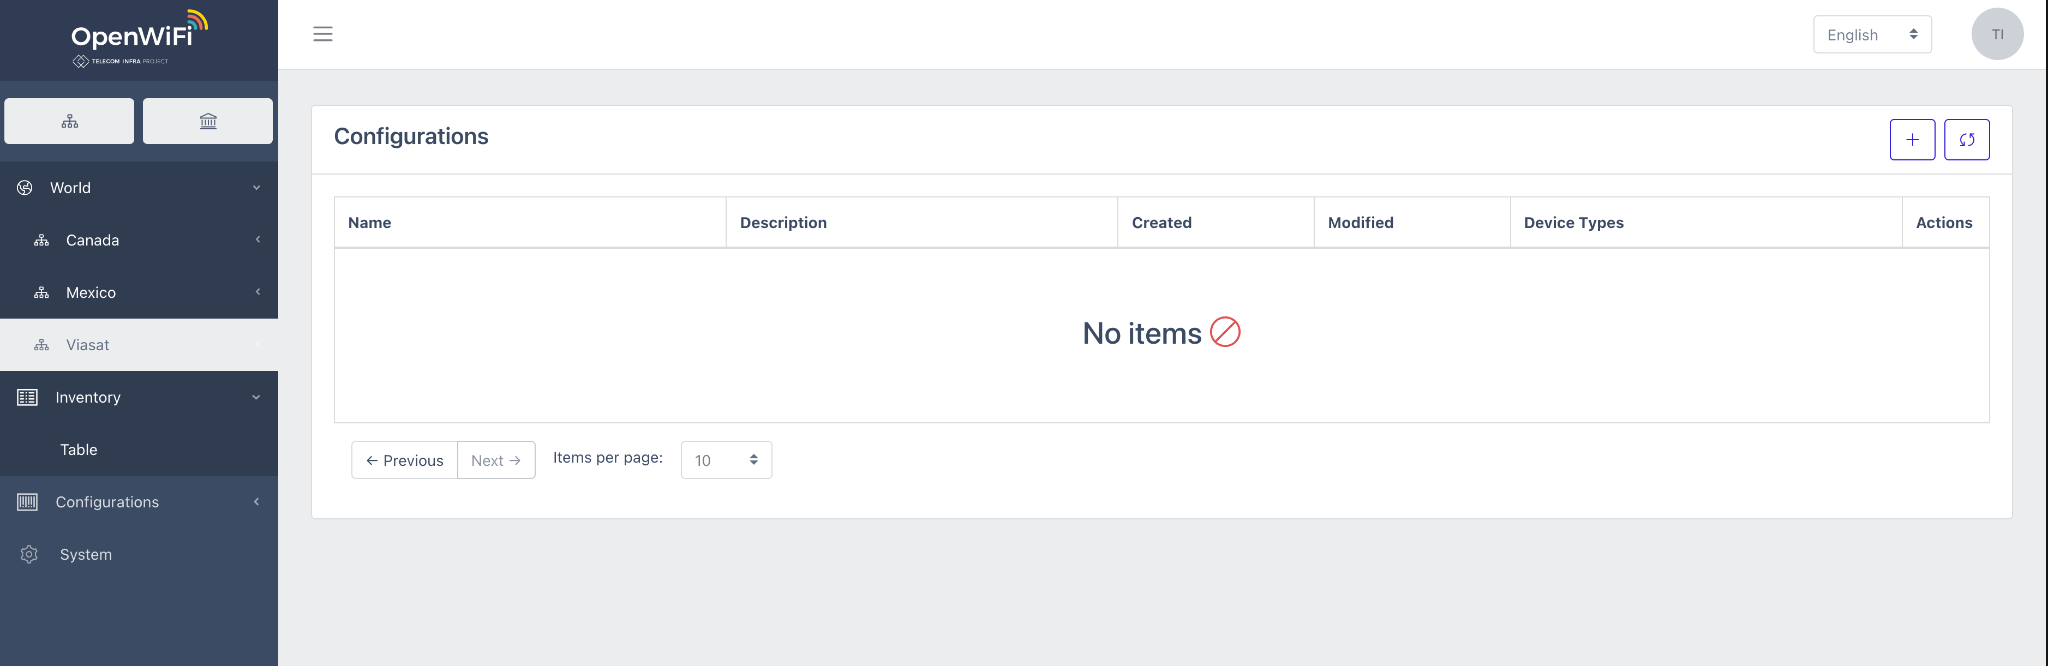 OpenWiFi
TELECOM INFRA PROJECT
English
TI
World
Canada
Mexico
Viasat
Inventory
Table
Configurations
System
Configurations
Name Description Created Modified Device Types Actions
No items
← Previous Next → Items per page: 10